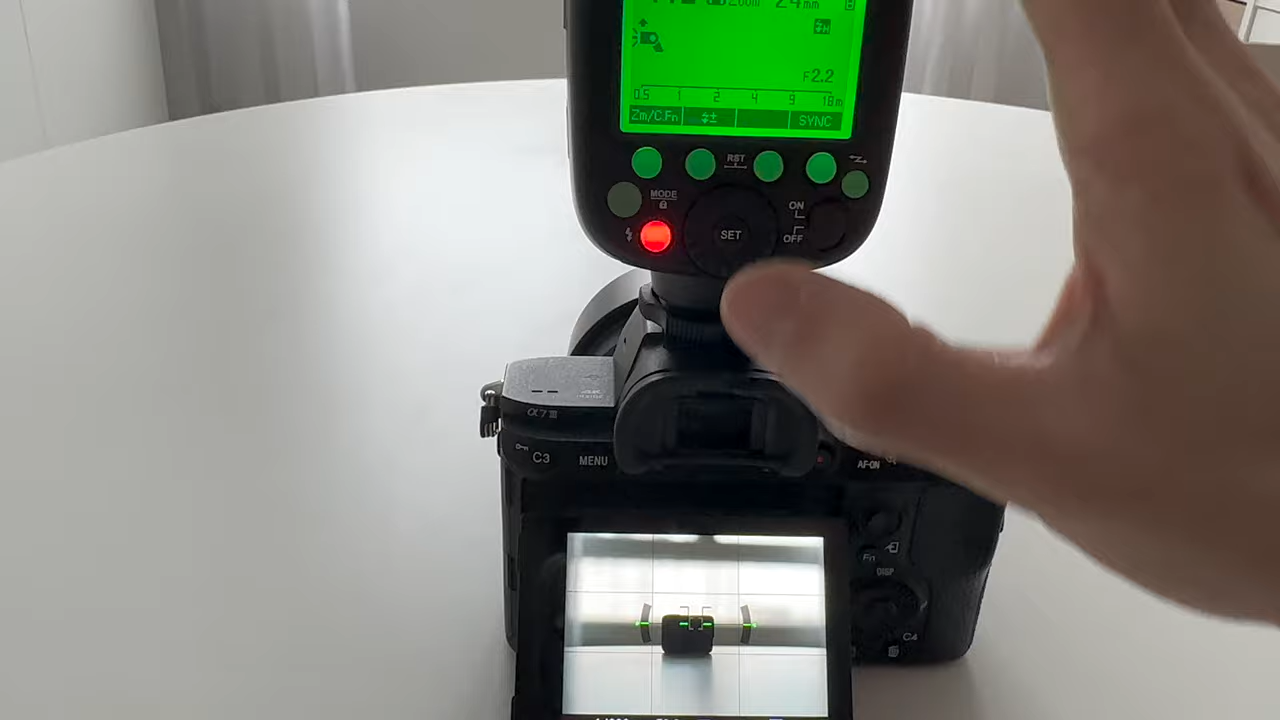 Zoom 24mm
F2.2
0.5 1 2 4 9 18m
Zm/C.Fn SYNC
RST
MODE
ON
SET
OFF
α7III
C3 MENU AF-ON
Fn
DISP
C4